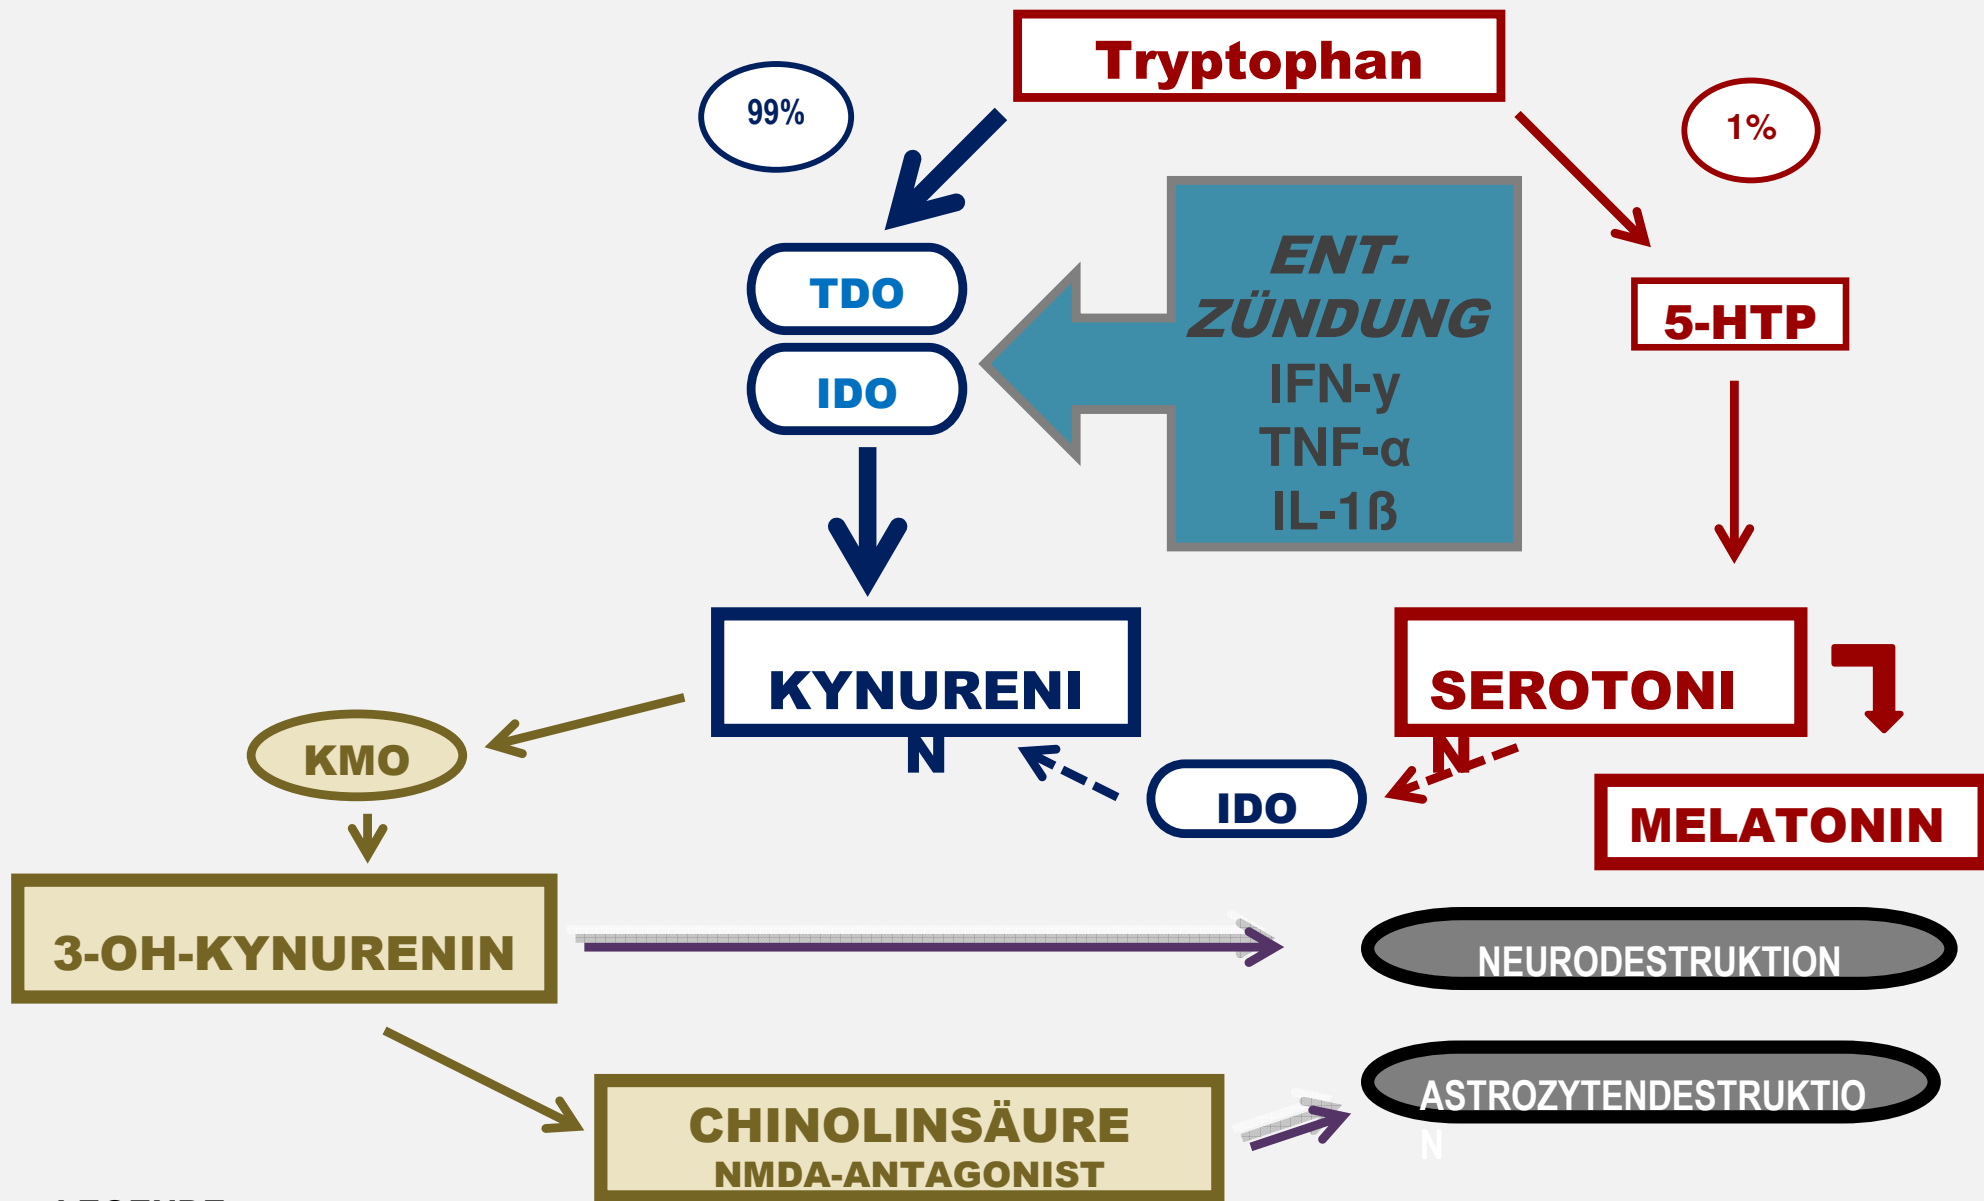 Tryptophan
99%
1%
TDO
IDO
ENT-
ZÜNDUNG
IFN-y
TNF-α
IL-1ß
5-HTP
KYNURENI
N
SEROTONI
N
KMO
IDO
MELATONIN
3-OH-KYNURENIN
NEURODESTRUKTION
CHINOLINSÄURE
NMDA-ANTAGONIST
ASTROZYTENDESTRUKTIO
N